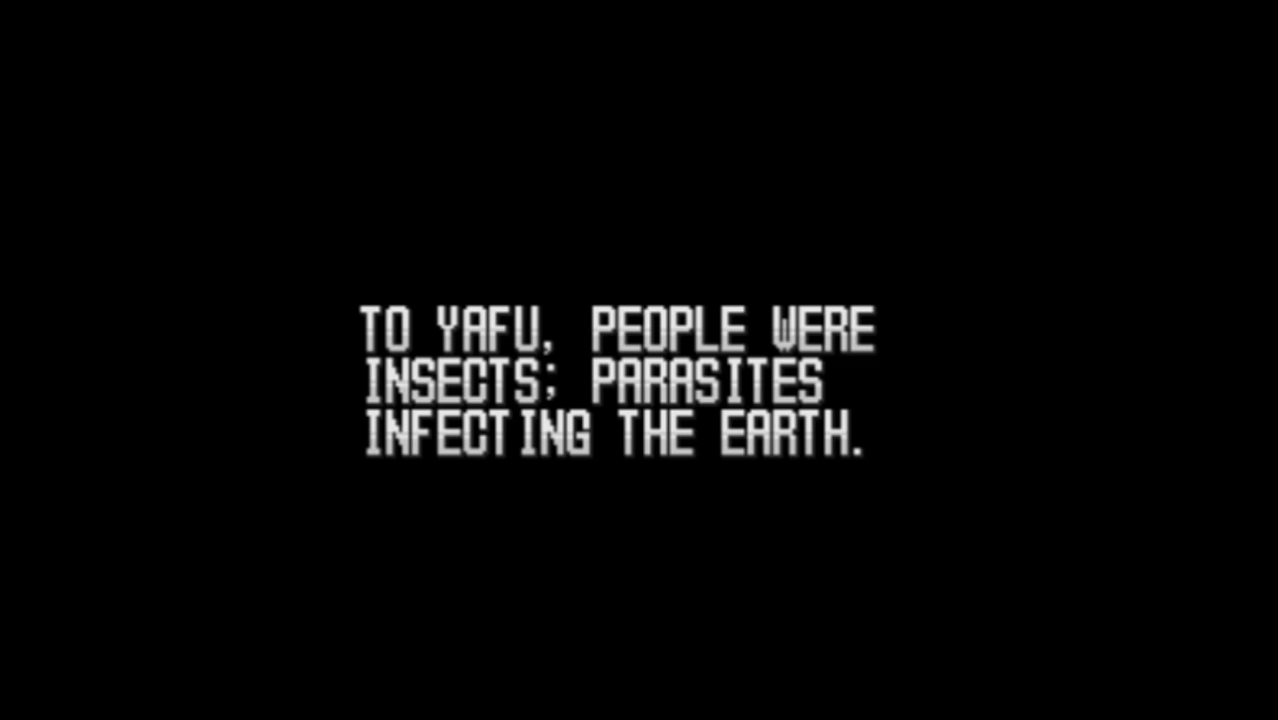 TO YAFU, PEOPLE WERE
INSECTS; PARASITES
INFECTING THE EARTH.